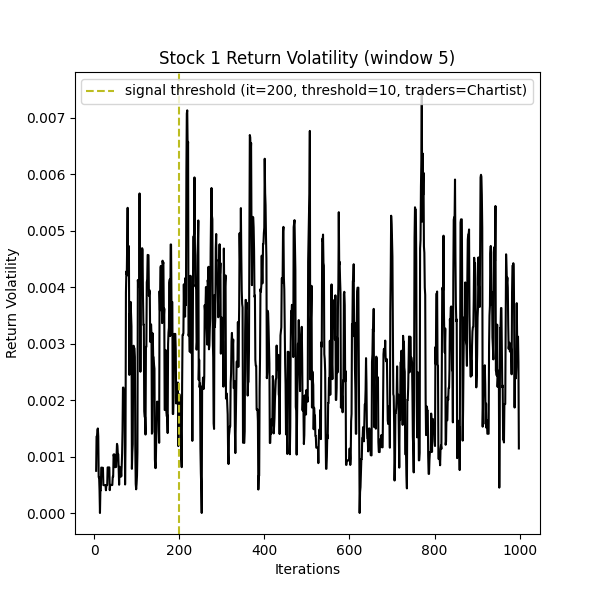 Stock 1 Return Volatility (window 5)
signal threshold (it=200, threshold=10, traders=Chartist)
0.007
0.006
0.005
0.004
0.003
0.002
0.001
0.000
Return Volatility
0 200 400 600 800 1000
Iterations